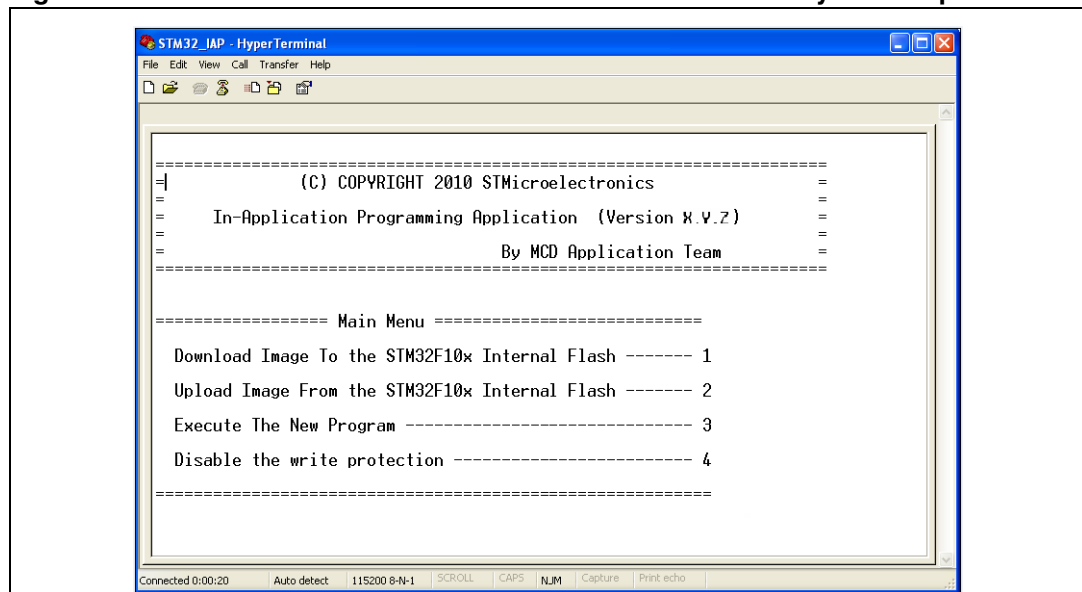 STM32_IAP - HyperTerminal
File Edit View Call Transfer Help
=====================================================================
=| (C) COPYRIGHT 2010 STMicroelectronics =
= =
= In-Application Programming Application (Version X.Y.Z) =
= =
= By MCD Application Team =
=====================================================================
================== Main Menu ============================
Download Image To the STM32F10x Internal Flash ------- 1
Upload Image From the STM32F10x Internal Flash ------- 2
Execute The New Program ------------------------------ 3
Disable the write protection ------------------------- 4
==========================================================
Connected 0:00:20 Auto detect 115200 8-N-1 SCROLL CAPS NUM Capture Print echo